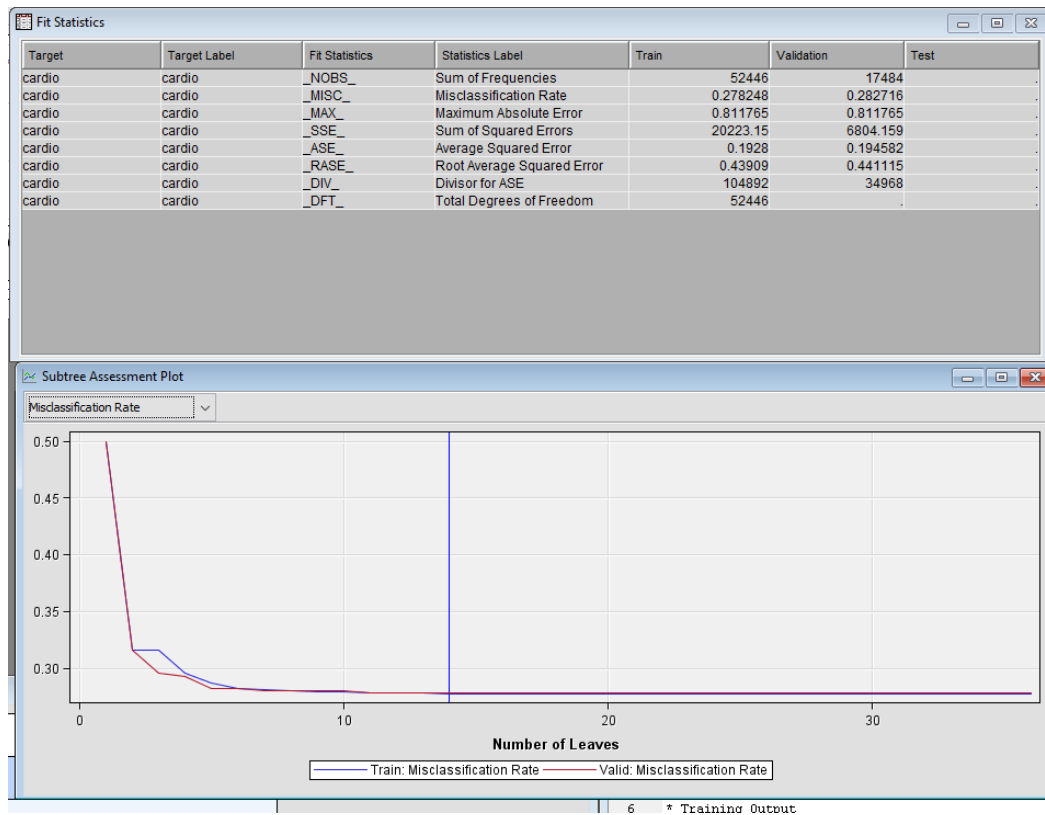 Fit Statistics
Target Target Label Fit Statistics Statistics Label Train Validation Test
cardio cardio _NOBS_ Sum of Frequencies 52446 17484 .
cardio cardio _MISC_ Misclassification Rate 0.278248 0.282716 .
cardio cardio _MAX_ Maximum Absolute Error 0.811765 0.811765 .
cardio cardio _SSE_ Sum of Squared Errors 20223.15 6804.159 .
cardio cardio _ASE_ Average Squared Error 0.1928 0.194582 .
cardio cardio _RASE_ Root Average Squared Error 0.43909 0.441115 .
cardio cardio _DIV_ Divisor for ASE 104892 34968 .
cardio cardio _DFT_ Total Degrees of Freedom 52446 . .
Subtree Assessment Plot
Misclassification Rate
0.50
0.45
0.40
0.35
0.30
0 10 20 30
Number of Leaves
Train: Misclassification Rate Valid: Misclassification Rate
6 * Training Output